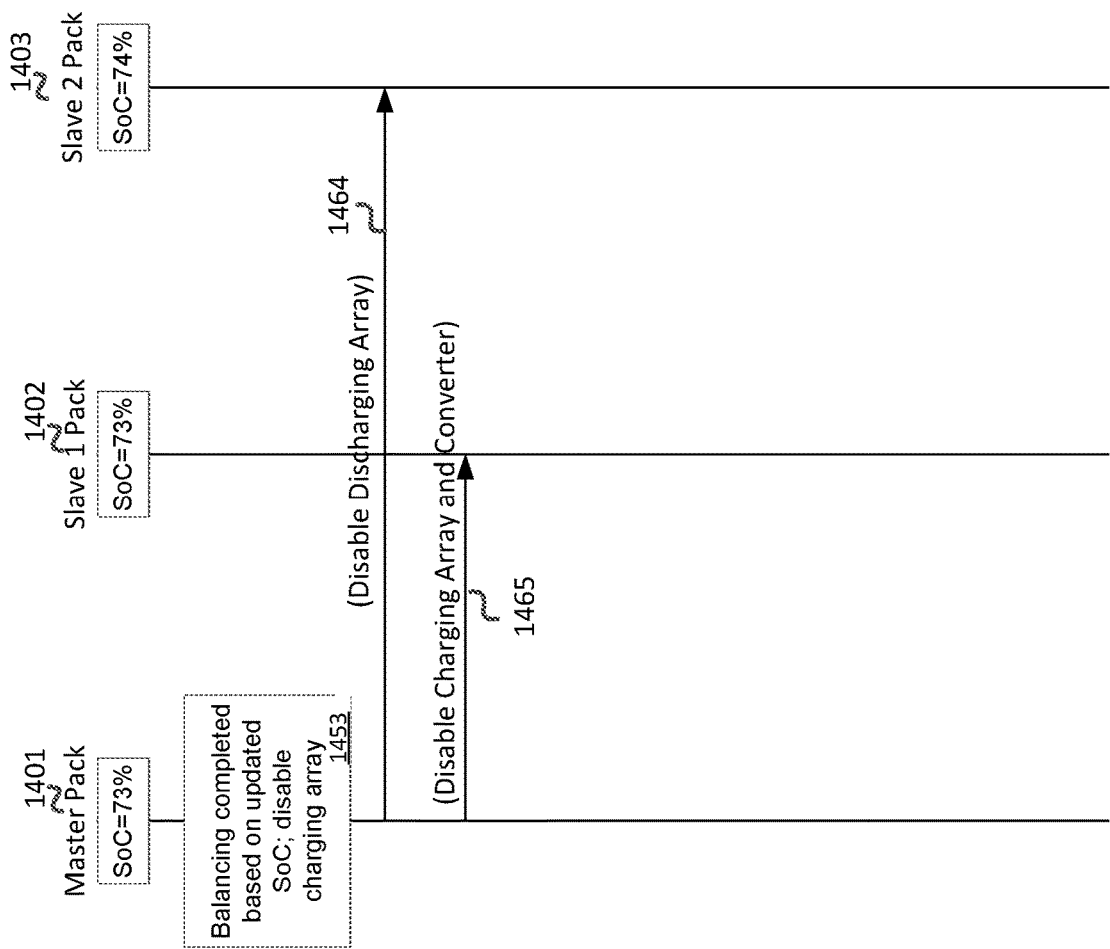 1401
Master Pack
SoC=73%
1402
Slave 1 Pack
SoC=73%
1403
Slave 2 Pack
SoC=74%
Balancing completed
based on updated
SoC; disable
charging array
1453
(Disable Discharging Array)
1464
(Disable Charging Array and Converter)
1465